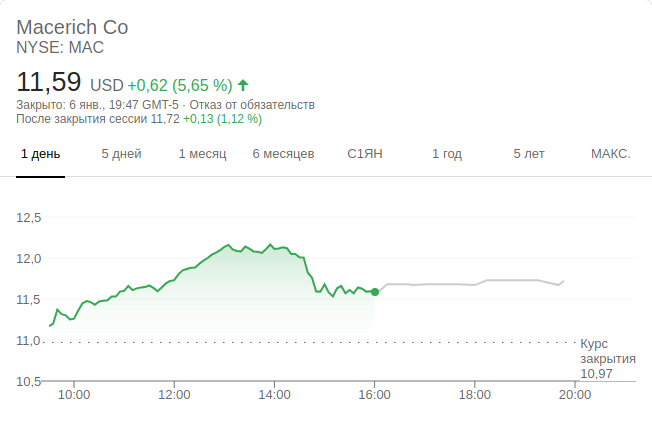 Macerich Co
NYSE: MAC
11,59 USD +0,62 (5,65 %)
Закрыто: 6 янв., 19:47 GMT-5 · Отказ от обязательств
После закрытия сессии 11,72 +0,13 (1,12 %)
1 день 5 дней 1 месяц 6 месяцев С1ЯН 1 год 5 лет МАКС.
12,5
12,0
11,5
11,0
10,5
Курс
закрытия
10,97
10:00 12:00 14:00 16:00 18:00 20:00